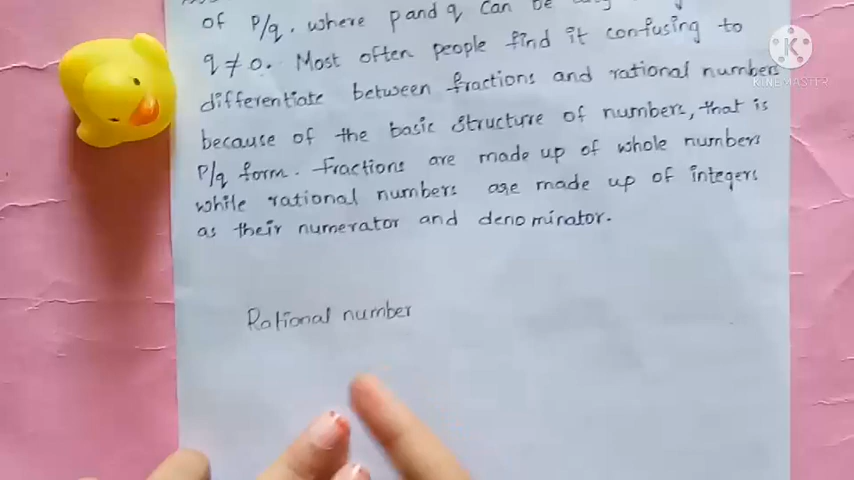 of P/q. where p and q can be
q ≠ 0. Most often people find it confusing to
differentiate between fractions and rational numbers
because of the basic structure of numbers, that is
P/q form. Fractions are made up of whole numbers
while rational numbers are made up of integers
as their numerator and denominator.
Rational number
KINEMASTER